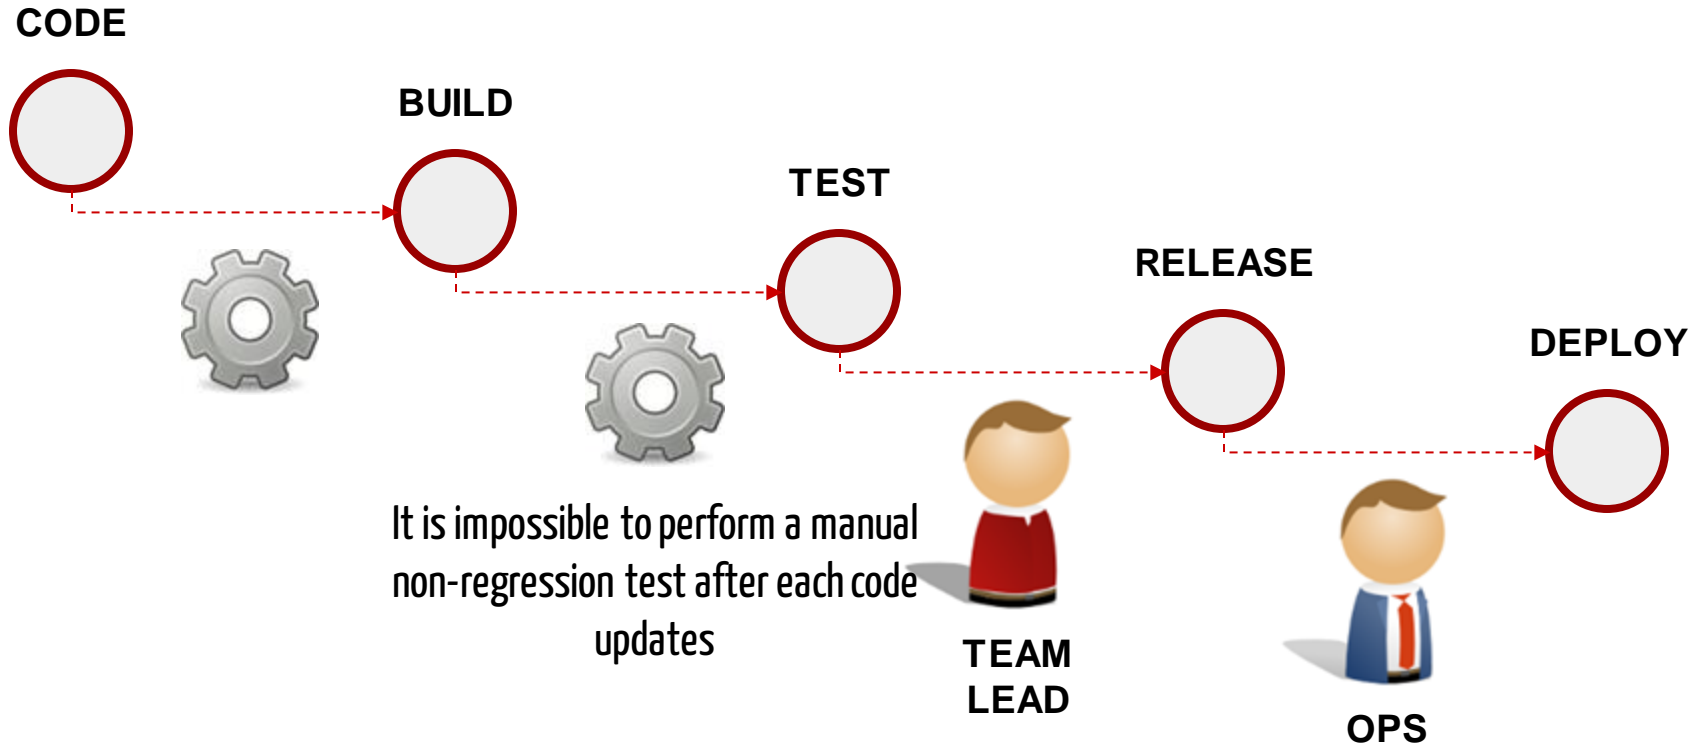 CODE
BUILD
TEST
RELEASE
DEPLOY
It is impossible to perform a manual
non-regression test after each code
updates
TEAM
LEAD
OPS